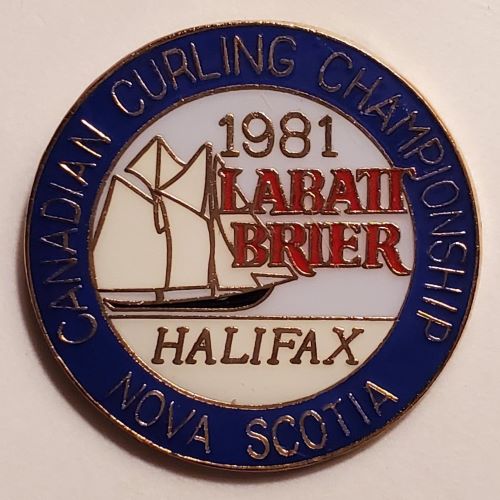 CANADIAN CURLING CHAMPIONSHIP
1981
LABATT
BRIER
HALIFAX
NOVA SCOTIA